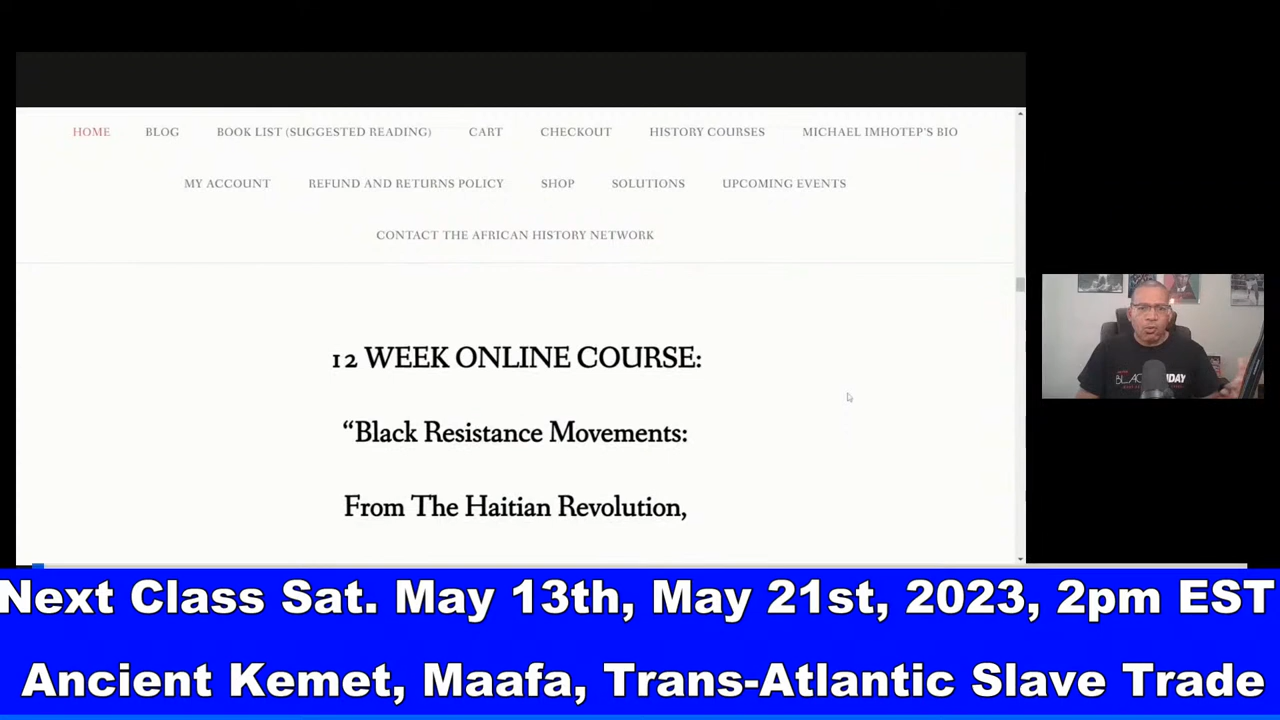 HOME BLOG BOOK LIST (SUGGESTED READING) CART CHECKOUT HISTORY COURSES MICHAEL IMHOTEP'S BIO
MY ACCOUNT REFUND AND RETURNS POLICY SHOP SOLUTIONS UPCOMING EVENTS
CONTACT THE AFRICAN HISTORY NETWORK
12 WEEK ONLINE COURSE:
“Black Resistance Movements:
From The Haitian Revolution,
Next Class Sat. May 13th, May 21st, 2023, 2pm EST
Ancient Kemet, Maafa, Trans-Atlantic Slave Trade